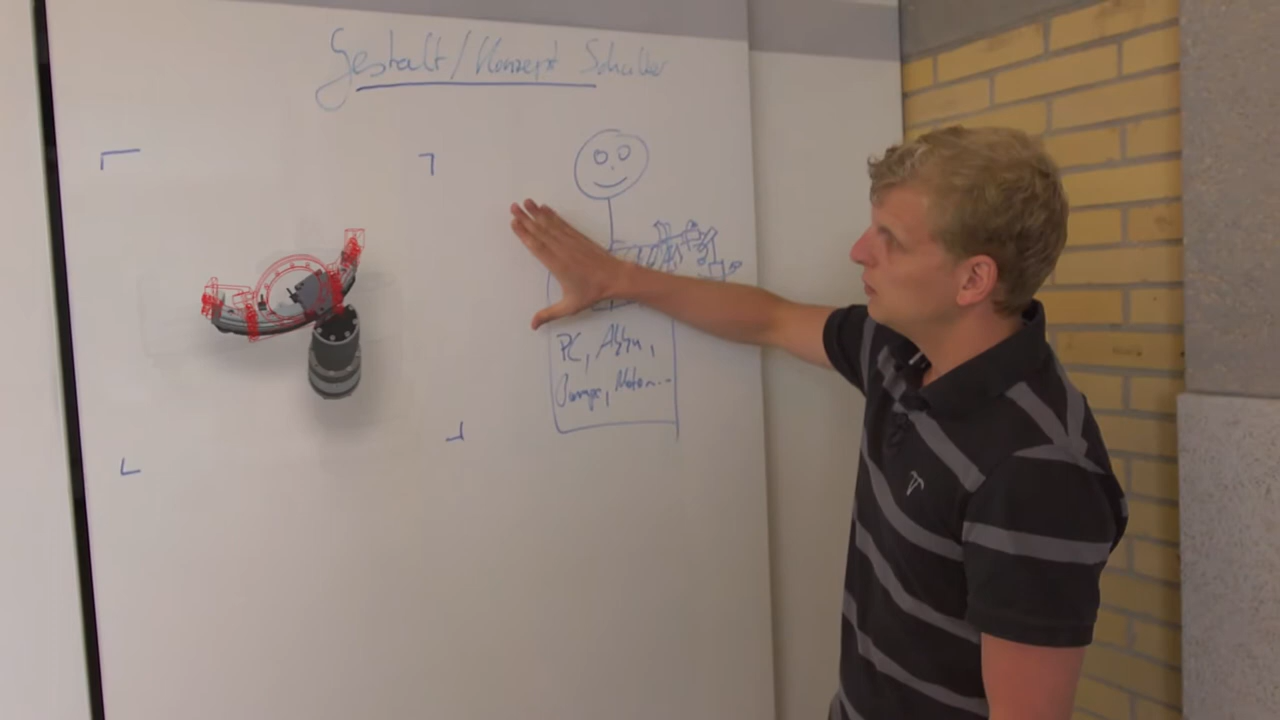 Gestalt/Konzept Schulter
PC, Akku,
Pumpe, Motor...